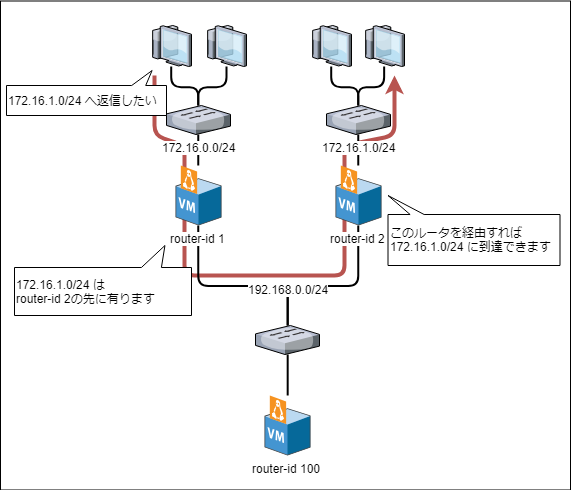 172.16.1.0/24 へ返信したい
172.16.0.0/24
172.16.1.0/24
VM
VM
router-id 1
router-id 2
このルータを経由すれば
172.16.1.0/24 に到達できます
172.16.1.0/24 は
router-id 2の先に有ります
192.168.0.0/24
VM
router-id 100